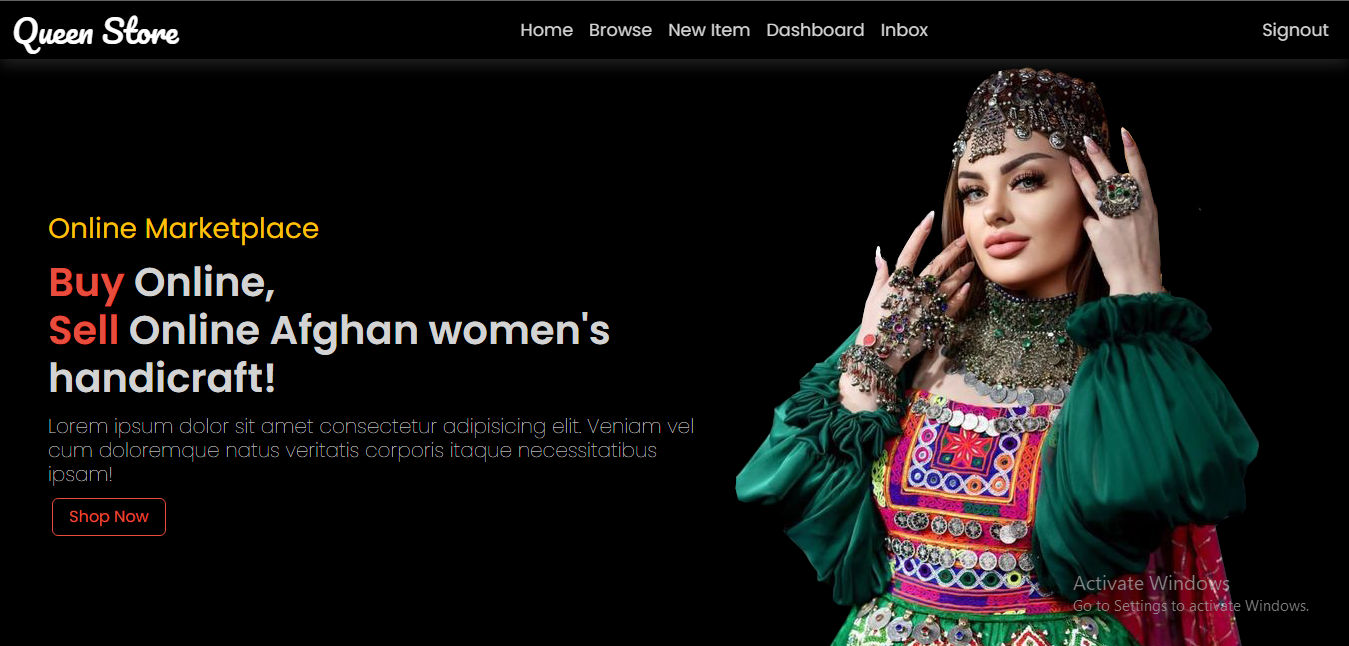 Queen Store
Home Browse New Item Dashboard Inbox
Signout
Online Marketplace
Buy Online,
Sell Online Afghan women's
handicraft!
Lorem ipsum dolor sit amet consectetur adipisicing elit. Veniam vel
cum doloremque natus veritatis corporis itaque necessitatibus
ipsam!
Shop Now
Activate Windows
Go to Settings to activate Windows.